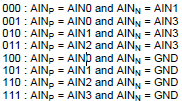 000 : AINP = AIN0 and AINN = AIN1
001 : AINP = AIN0 and AINN = AIN3
010 : AINP = AIN1 and AINN = AIN3
011 : AINP = AIN2 and AINN = AIN3
100 : AINP = AIN0 and AINN = GND
101 : AINP = AIN1 and AINN = GND
110 : AINP = AIN2 and AINN = GND
111 : AINP = AIN3 and AINN = GND